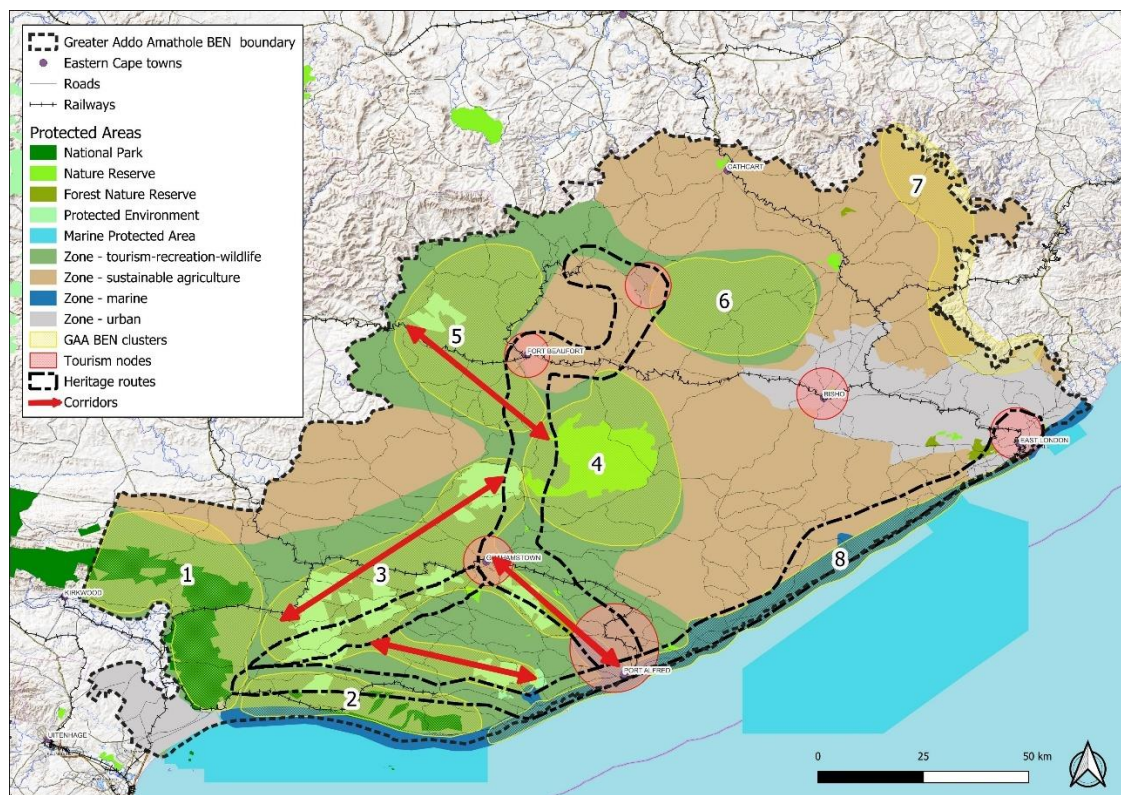 Greater Addo Amathole BEN boundary
Eastern Cape towns
Roads
Railways
Protected Areas
National Park
Nature Reserve
Forest Nature Reserve
Protected Environment
Marine Protected Area
Zone - tourism-recreation-wildlife
Zone - sustainable agriculture
Zone - marine
Zone - urban
GAA BEN clusters
Tourism nodes
Heritage routes
Corridors
CATHCART
7
6
5
FORT BEAUFORT
BISHO
EAST LONDON
4
8
GRAHAMSTOWN
3
1
KIRKWOOD
PORT ALFRED
2
UITENHAGE
0 25 50 km